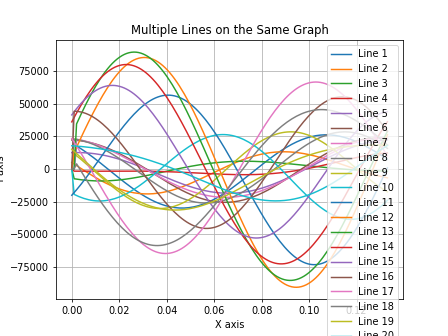 Multiple Lines on the Same Graph
75000
50000
25000
0
−25000
−50000
−75000
0.00
0.02
0.04
0.06
0.08
0.10
X axis
Line 1
Line 2
Line 3
Line 4
Line 5
Line 6
Line 7
Line 8
Line 9
Line 10
Line 11
Line 12
Line 13
Line 14
Line 15
Line 16
Line 17
Line 18
Line 19